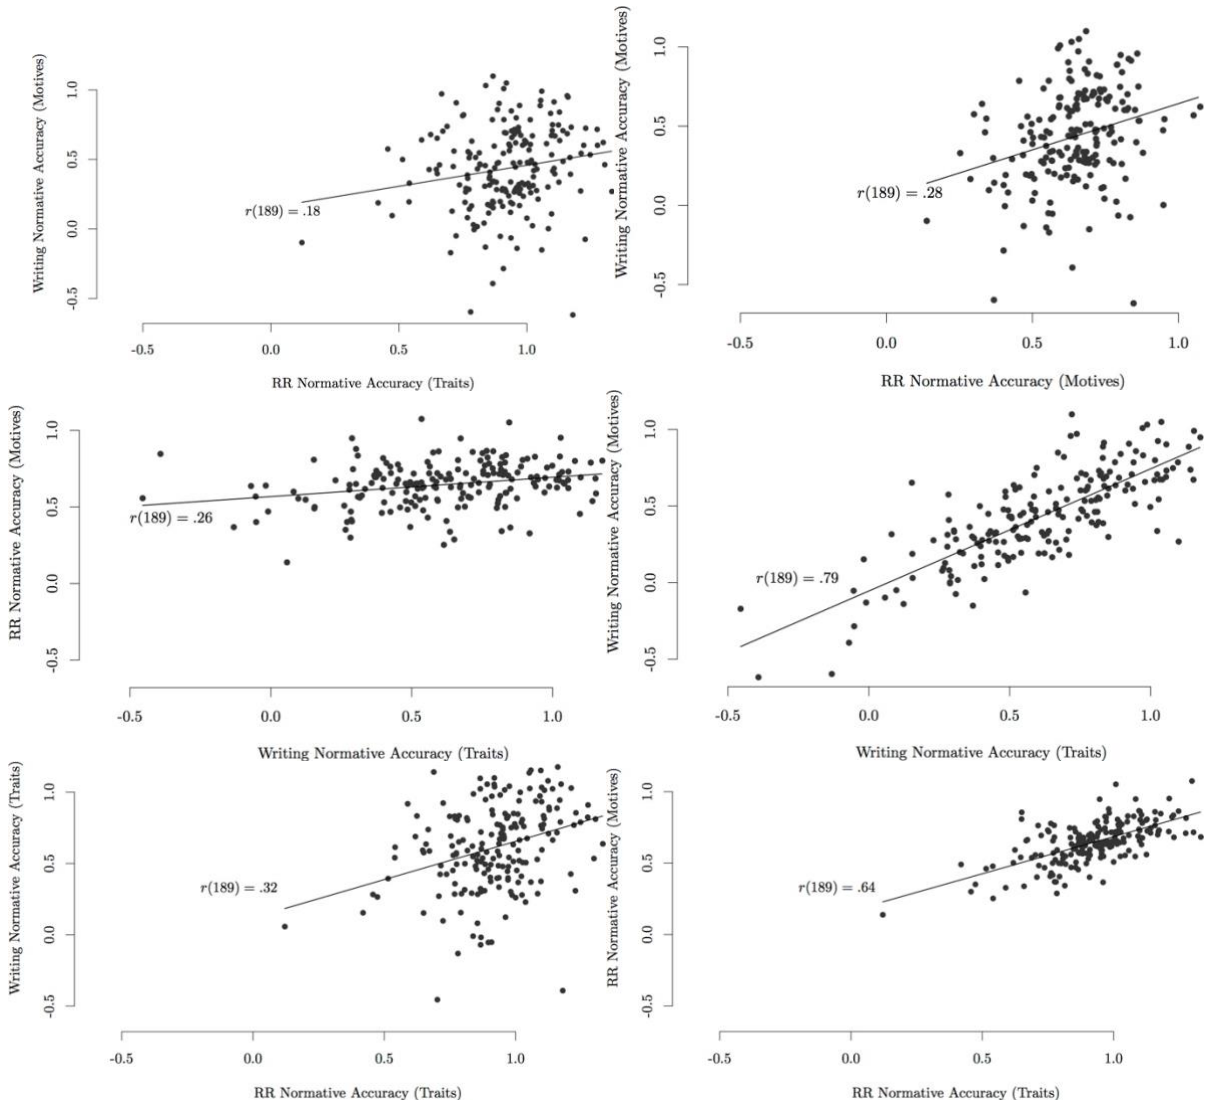 Writing Normative Accuracy (Motives)
1.0
0.5
0.0
-0.5
r(189) = .18
-0.5 0.0 0.5 1.0
RR Normative Accuracy (Traits)
Writing Normative Accuracy (Motives)
1.0
0.5
0.0
-0.5
r(189) = .28
-0.5 0.0 0.5 1.0
RR Normative Accuracy (Motives)
RR Normative Accuracy (Motives)
1.0
0.5
0.0
-0.5
r(189) = .26
-0.5 0.0 0.5 1.0
Writing Normative Accuracy (Traits)
Writing Normative Accuracy (Motives)
1.0
0.5
0.0
-0.5
r(189) = .79
-0.5 0.0 0.5 1.0
Writing Normative Accuracy (Traits)
Writing Normative Accuracy (Traits)
1.0
0.5
0.0
-0.5
r(189) = .32
-0.5 0.0 0.5 1.0
RR Normative Accuracy (Traits)
RR Normative Accuracy (Motives)
1.0
0.5
0.0
-0.5
r(189) = .64
-0.5 0.0 0.5 1.0
RR Normative Accuracy (Traits)